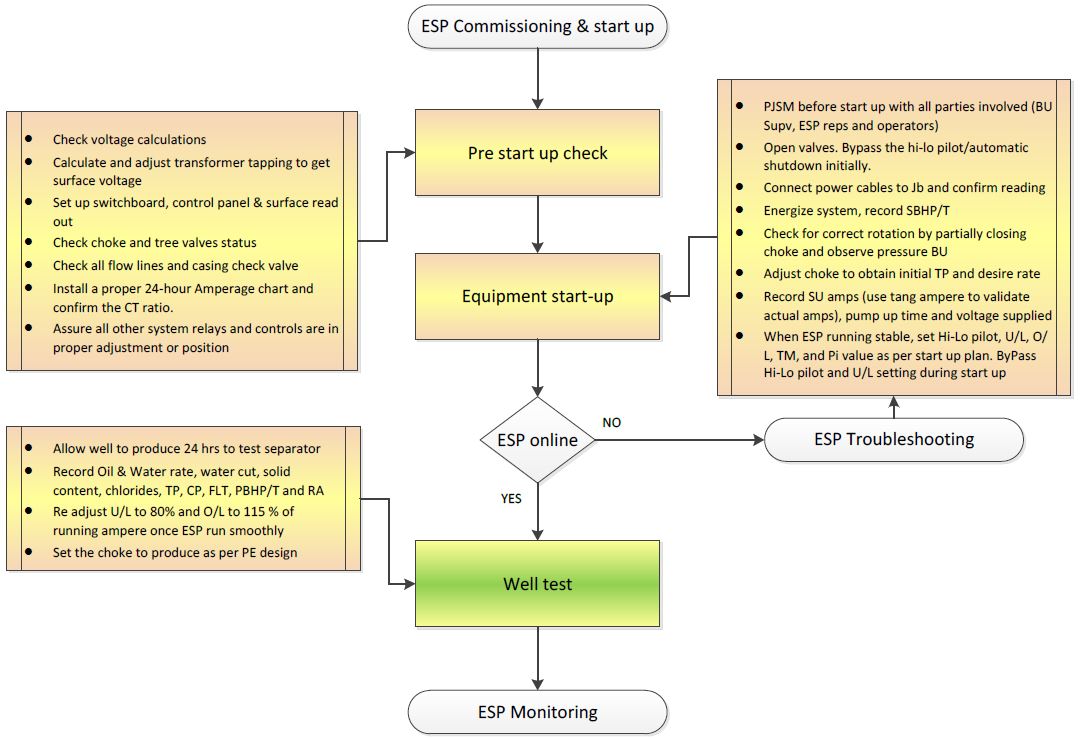 ESP Commissioning & start up
Pre start up check
● Check voltage calculations
● Calculate and adjust transformer tapping to get
surface voltage
● Set up switchboard, control panel & surface read
out
● Check choke and tree valves status
● Check all flow lines and casing check valve
● Install a proper 24-hour Amperage chart and
confirm the CT ratio.
● Assure all other system relays and controls are in
proper adjustment or position
Equipment start-up
● PJSM before start up with all parties involved (BU
Supv, ESP reps and operators)
● Open valves. Bypass the hi-lo pilot/automatic
shutdown initially.
● Connect power cables to Jb and confirm reading
● Energize system, record SBHP/T
● Check for correct rotation by partially closing
choke and observe pressure BU
● Adjust choke to obtain initial TP and desire rate
● Record SU amps (use tang ampere to validate
actual amps), pump up time and voltage supplied
● When ESP running stable, set Hi-Lo pilot, U/L, O/
L, TM, and Pi value as per start up plan. ByPass
Hi-Lo pilot and U/L setting during start up
ESP online
NO
ESP Troubleshooting
YES
● Allow well to produce 24 hrs to test separator
● Record Oil & Water rate, water cut, solid
content, chlorides, TP, CP, FLT, PBHP/T and RA
● Re adjust U/L to 80% and O/L to 115 % of
running ampere once ESP run smoothly
● Set the choke to produce as per PE design
Well test
ESP Monitoring